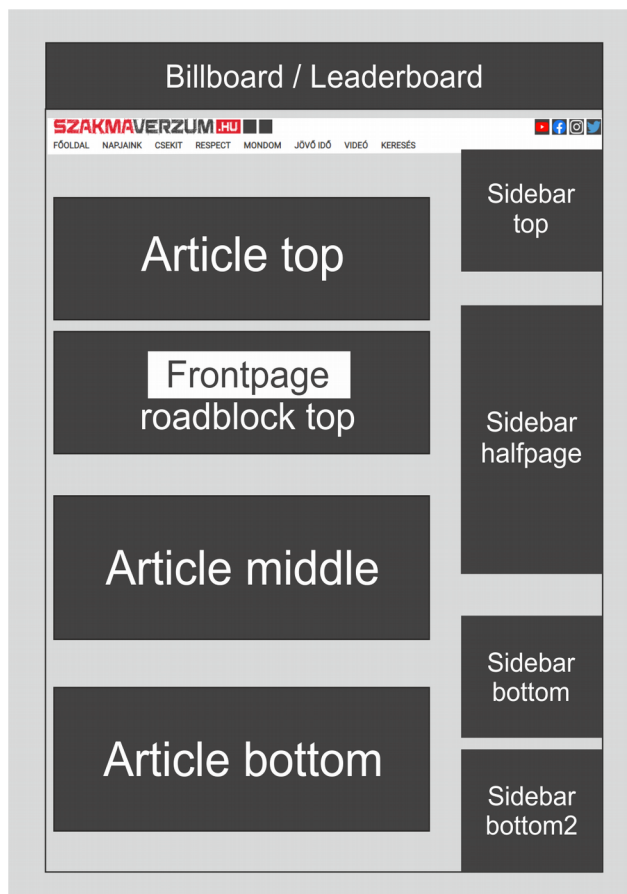 Billboard / Leaderboard
SZAKMAVERZUM.HU
FŐOLDAL NAPJAINK CSEKIT RESPECT MONDOM JÖVŐ IDŐ VIDEÓ KERESÉS
Sidebar
top
Article top
Frontpage
roadblock top
Sidebar
halfpage
Article middle
Sidebar
bottom
Article bottom
Sidebar
bottom2